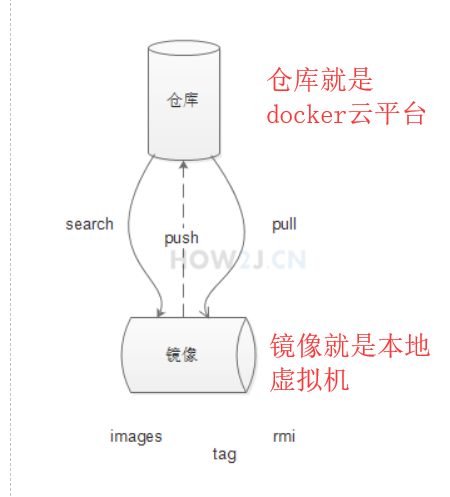 仓库
仓库就是
docker云平台
search
push
pull
HOW2J.CN
镜像
镜像就是本地
虚拟机
images
rmi
tag